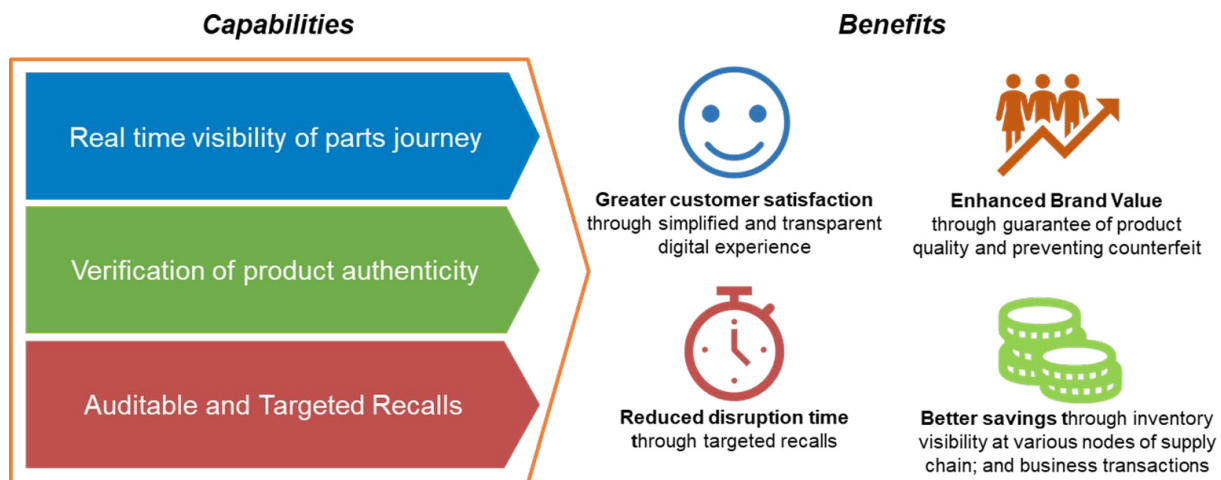 Capabilities
Benefits
Real time visibility of parts journey
Verification of product authenticity
Auditable and Targeted Recalls
Greater customer satisfaction
through simplified and transparent
digital experience
Enhanced Brand Value
through guarantee of product
quality and preventing counterfeit
Reduced disruption time
through targeted recalls
Better savings through inventory
visibility at various nodes of supply
chain; and business transactions